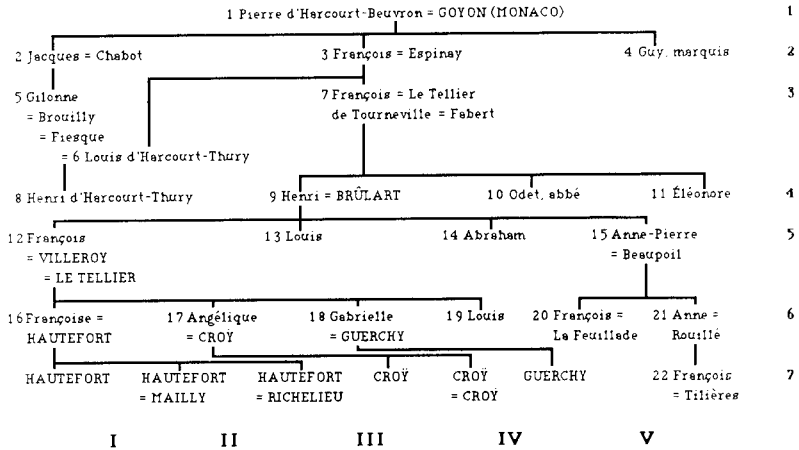 1 Pierre d'Harcourt-Beuvron = GOYON (MONACO) 1
2 Jacques = Chabot 3 François = Espinay 4 Guy, marquis 2
5 Gilonne 7 François = Le Tellier 3
= Brouilly de Tourneville = Fabert
= Fiesque
= 6 Louis d'Harcourt-Thury
8 Henri d'Harcourt-Thury 9 Henri = BRÛLART 10 Odet, abbé 11 Éléonore 4
12 François 13 Louis 14 Abraham 15 Anne-Pierre 5
= VILLEROY = Beaupoil
= LE TELLIER
16 Françoise = 17 Angélique 18 Gabrielle 19 Louis 20 François = 21 Anne = 6
HAUTEFORT = CROŸ = GUERCHY La Feuillade Rouillé
HAUTEFORT HAUTEFORT HAUTEFORT CROŸ CROŸ GUERCHY 22 François 7
= MAILLY = RICHELIEU = CROŸ = Tilières
I II III IV V